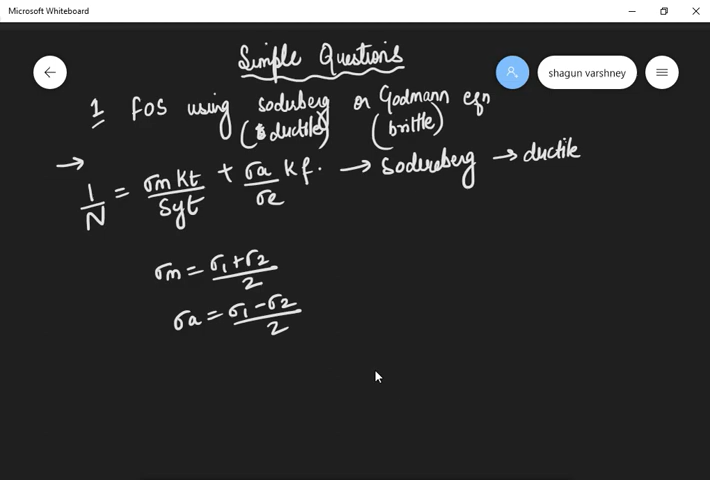 Microsoft Whiteboard
Simple Questions
shagun varshney
1 FOS using soderberg or Godmann eqn
(ductile) (brittle)
→
1/N = σm kt/Syt + σa/σe kf. → Sodereberg → ductile
σm = σ1+σ2/2
σa = σ1-σ2/2